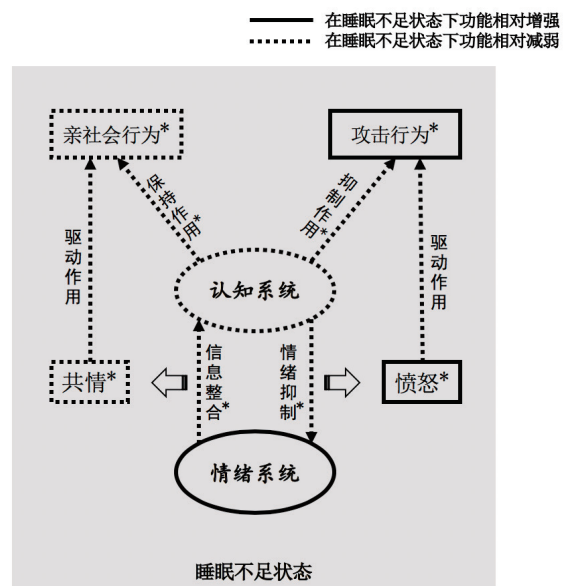 在睡眠不足状态下功能相对增强
在睡眠不足状态下功能相对减弱
亲社会行为*
攻击行为*
保持作用*
抑制作用*
驱动作用
驱动作用
认知系统
共情*
信息整合*
情绪抑制*
愤怒*
情绪系统
睡眠不足状态